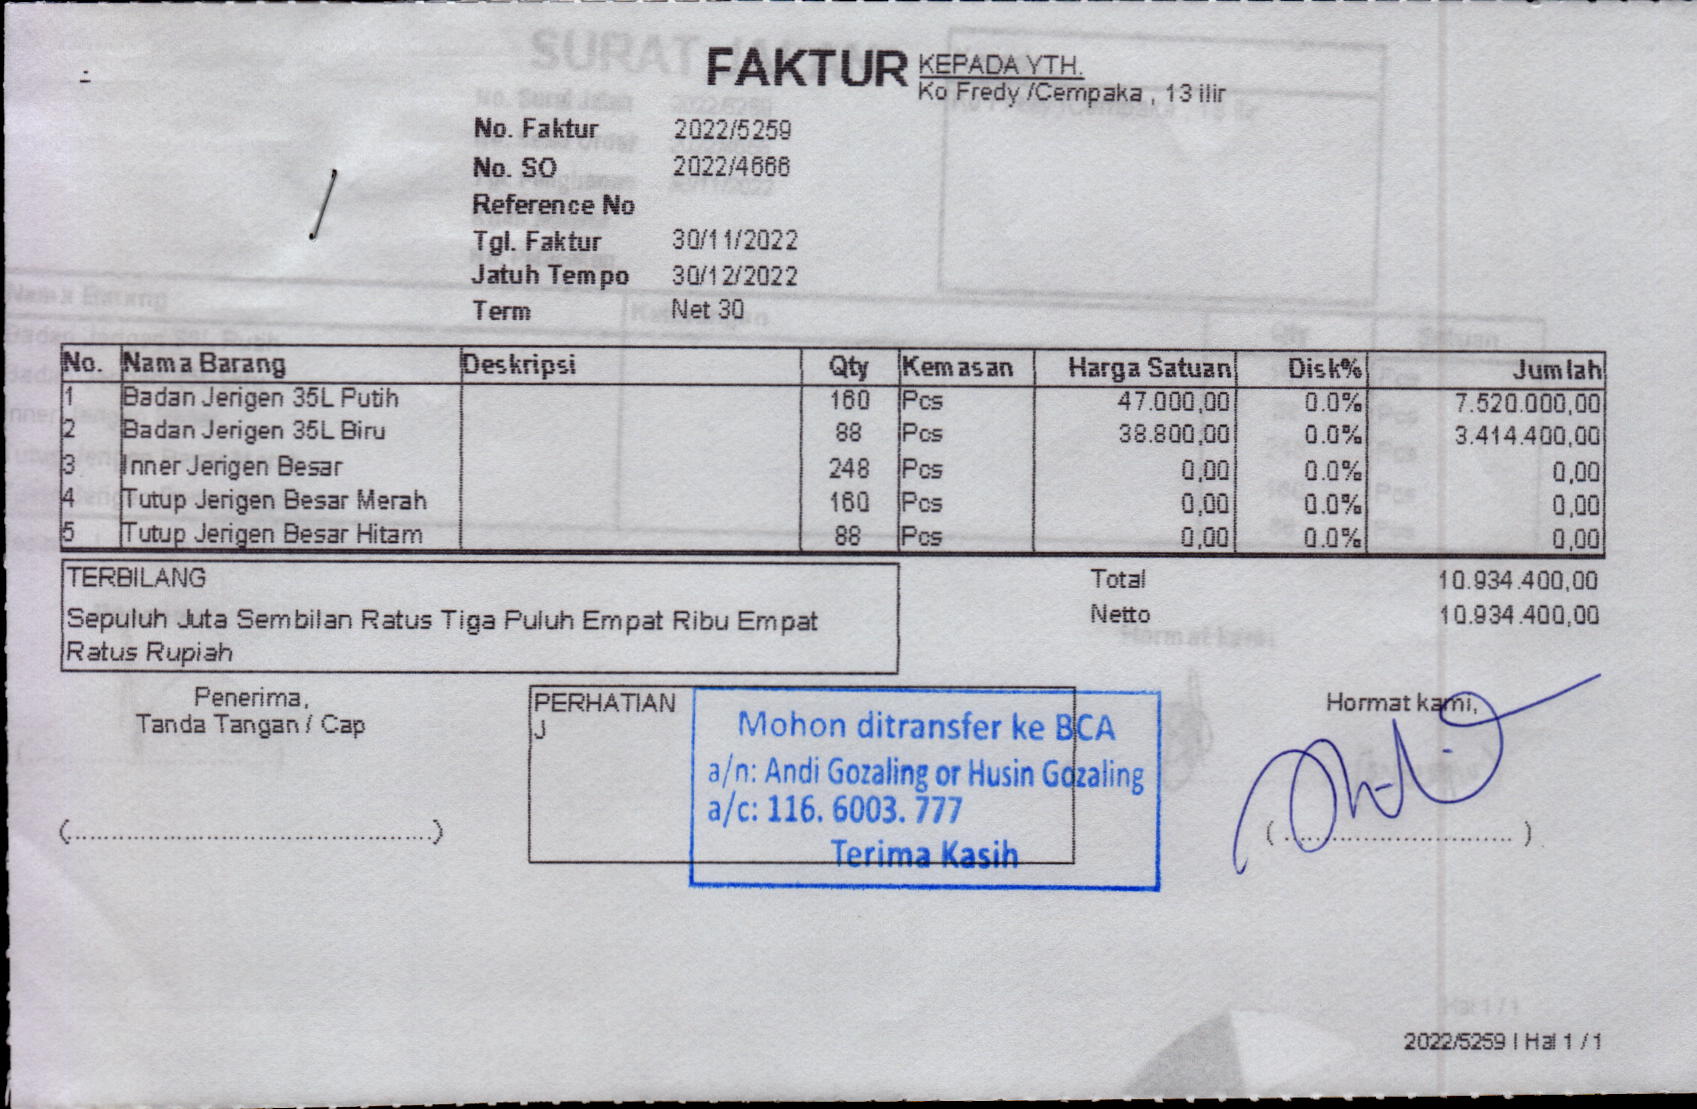 FAKTUR
KEPADA YTH.
Ko Fredy /Cempaka , 13 ilir
No. Faktur 2022/5259
No. SO 2022/4666
Reference No
Tgl. Faktur 30/11/2022
Jatuh Tempo 30/12/2022
Term Net 30
No. Nama Barang Deskripsi Qty Kemasan Harga Satuan Disk% Jumlah
1 Badan Jerigen 35L Putih 160 Pcs 47.000,00 0.0% 7.520.000,00
2 Badan Jerigen 35L Biru 88 Pcs 38.800,00 0.0% 3.414.400,00
3 Inner Jerigen Besar 248 Pcs 0,00 0.0% 0,00
4 Tutup Jerigen Besar Merah 160 Pcs 0,00 0.0% 0,00
5 Tutup Jerigen Besar Hitam 88 Pcs 0,00 0.0% 0,00
TERBILANG
Sepuluh Juta Sembilan Ratus Tiga Puluh Empat Ribu Empat
Ratus Rupiah
Total 10.934.400,00
Netto 10.934.400,00
Penerima,
Tanda Tangan / Cap
(................................................)
PERHATIAN
J
Mohon ditransfer ke BCA
a/n: Andi Gozaling or Husin Gozaling
a/c: 116. 6003. 777
Terima Kasih
Hormat kami,
(................................)
2022/5259 | Hal 1 / 1